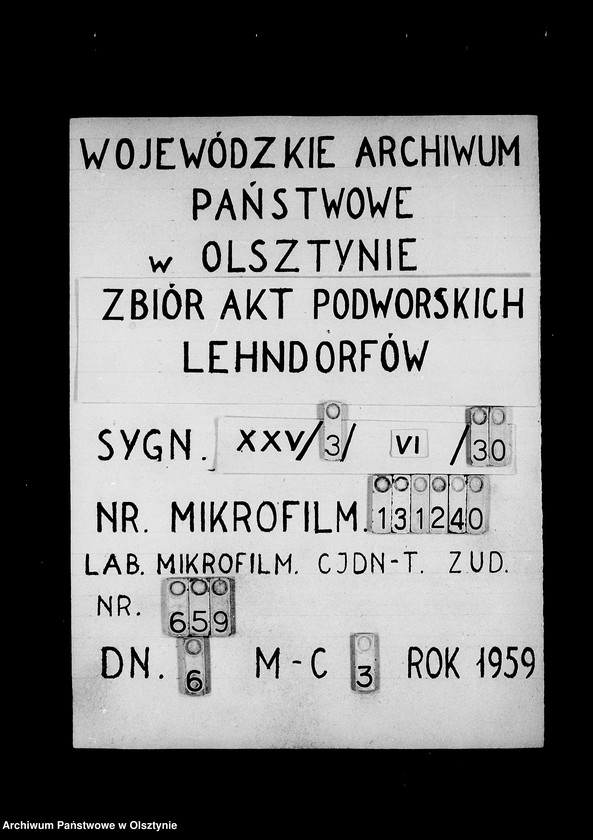 WOJEWÓDZKIE ARCHIWUM
PAŃSTWOWE
w OLSZTYNIE
ZBIÓR AKT PODWORSKICH
LEHNDORFÓW
SYGN. XXV/3/ VI /30
NR. MIKROFILM. 131240
LAB. MIKROFILM. CJDN-T. ZUD.
NR. 659
DN. 6 M-C 3 ROK 1959
Archiwum Państwowe w Olsztynie